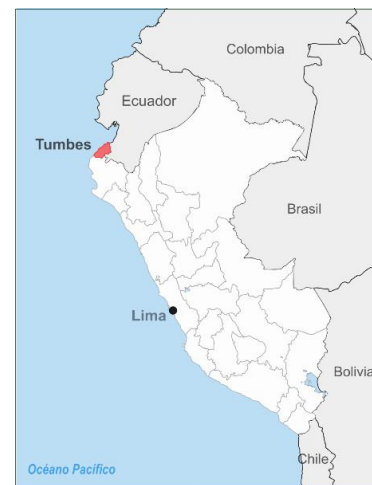 Colombia
Ecuador
Tumbes
Brasil
Lima
Bolivia
Chile
Océano Pacífico